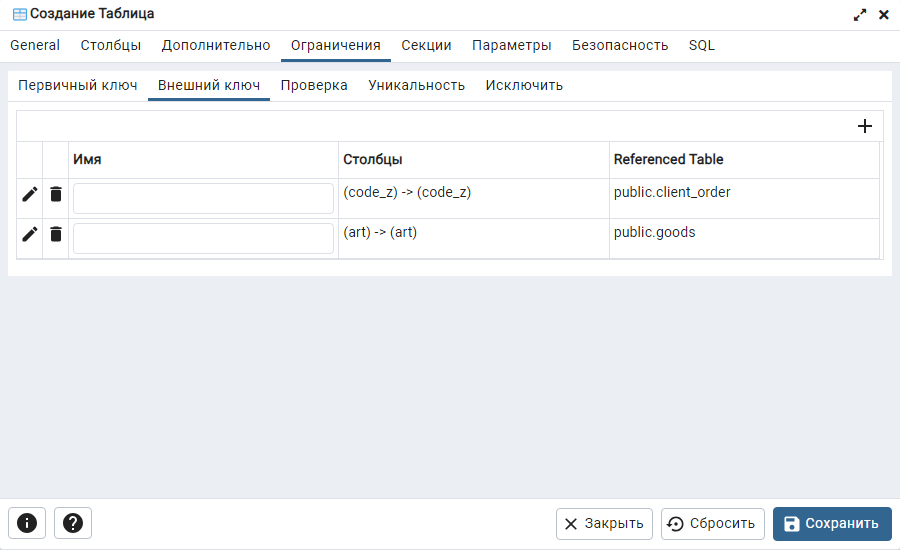 Создание Таблица
General Столбцы Дополнительно Ограничения Секции Параметры Безопасность SQL
Первичный ключ Внешний ключ Проверка Уникальность Исключить
Имя Столбцы Referenced Table
(code_z) -> (code_z) public.client_order
(art) -> (art) public.goods
Закрыть Сбросить Сохранить